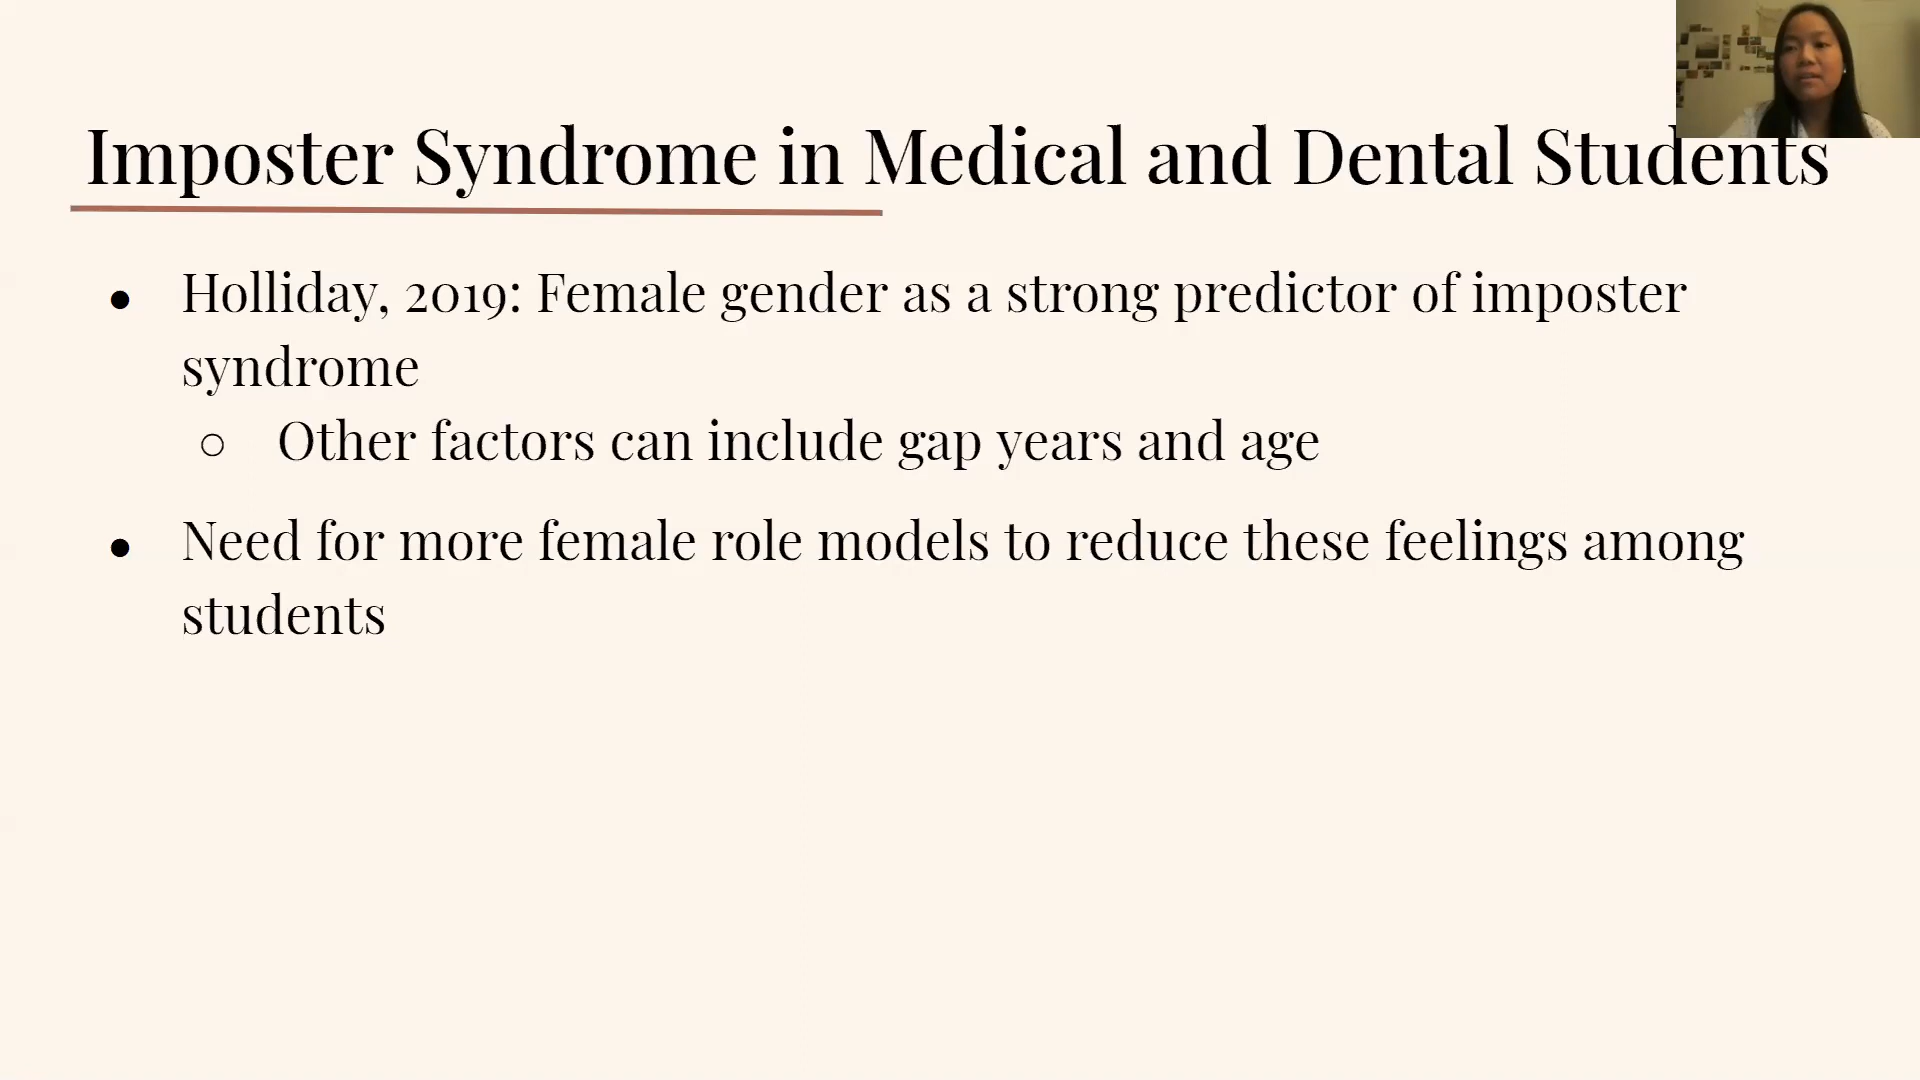 Imposter Syndrome in Medical and Dental Students
● Holliday, 2019: Female gender as a strong predictor of imposter
syndrome
○ Other factors can include gap years and age
● Need for more female role models to reduce these feelings among
students